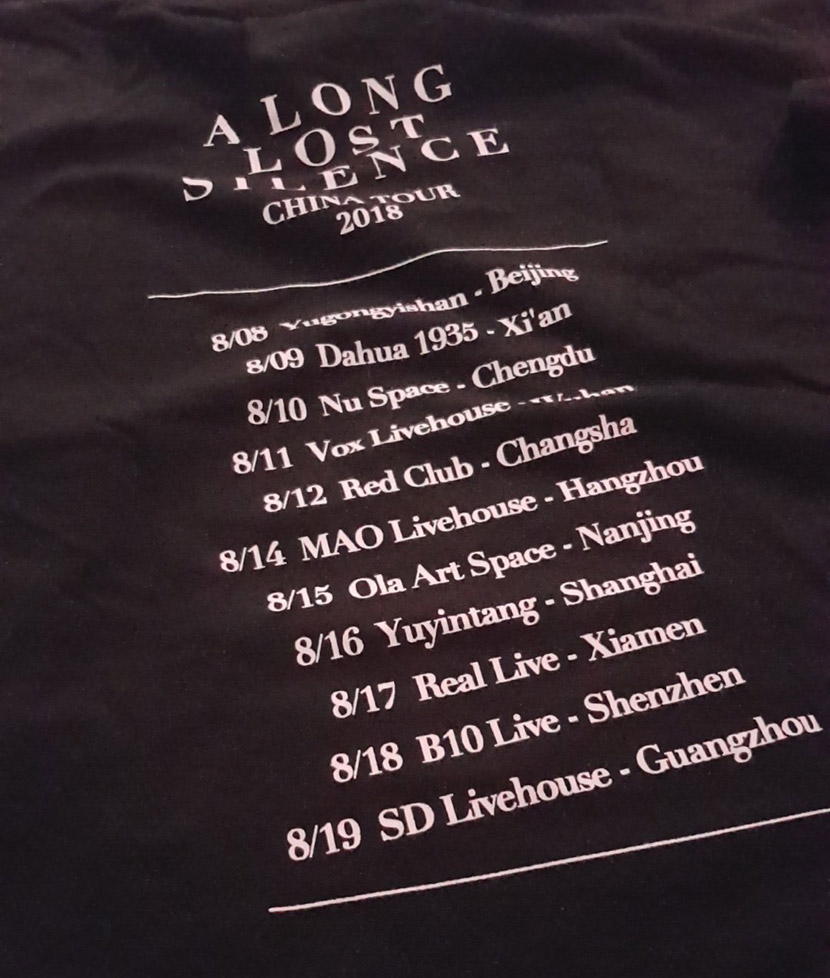 A LONG
LOST
SILENCE
CHINA TOUR
2018
8/08 Yugongyishan - Beijing
8/09 Dahua 1935 - Xi'an
8/10 Nu Space - Chengdu
8/11 Vox Livehouse - Wuhan
8/12 Red Club - Changsha
8/14 MAO Livehouse - Hangzhou
8/15 Ola Art Space - Nanjing
8/16 Yuyintang - Shanghai
8/17 Real Live - Xiamen
8/18 B10 Live - Shenzhen
8/19 SD Livehouse - Guangzhou